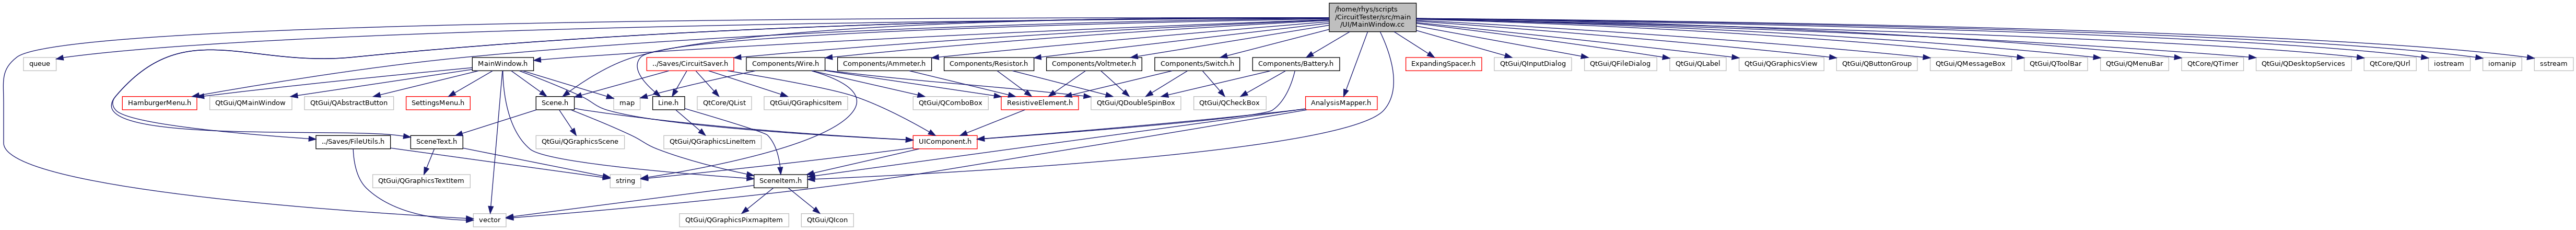 /home/rhys/scripts
/CircuitTester/src/main
/UI/MainWindow.cc
queue
MainWindow.h
../Saves/CircuitSaver.h
Components/Wire.h
Components/Ammeter.h
Components/Resistor.h
Components/Voltmeter.h
Components/Switch.h
Components/Battery.h
ExpandingSpacer.h
QtGui/QInputDialog
QtGui/QFileDialog
QtGui/QLabel
QtGui/QGraphicsView
QtGui/QButtonGroup
QtGui/QMessageBox
QtGui/QToolBar
QtGui/QMenuBar
QtCore/QTimer
QtGui/QDesktopServices
QtCore/QUrl
iostream
iomanip
sstream
HamburgerMenu.h
QtGui/QMainWindow
QtGui/QAbstractButton
SettingsMenu.h
Scene.h
map
Line.h
QtCore/QList
QtGui/QGraphicsItem
QtGui/QComboBox
ResistiveElement.h
QtGui/QDoubleSpinBox
QtGui/QCheckBox
AnalysisMapper.h
../Saves/FileUtils.h
SceneText.h
QtGui/QGraphicsScene
QtGui/QGraphicsLineItem
UIComponent.h
QtGui/QGraphicsTextItem
string
SceneItem.h
vector
QtGui/QGraphicsPixmapItem
QtGui/QIcon